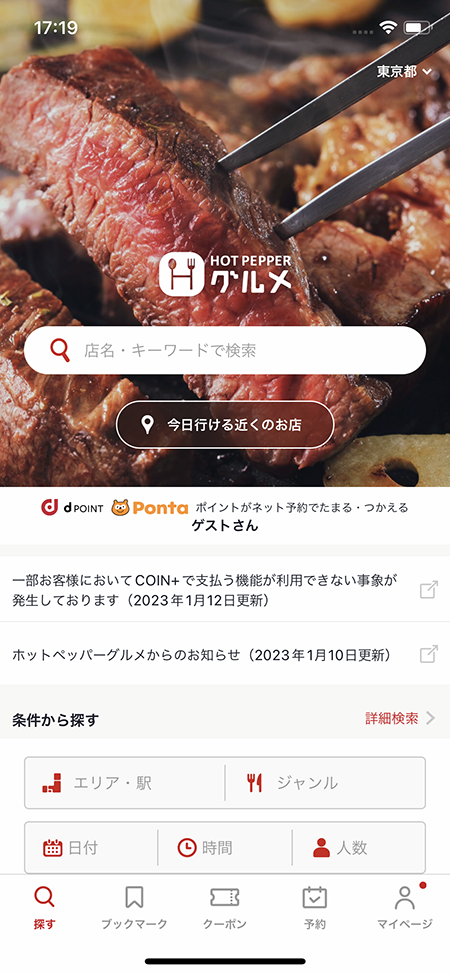 17:19
東京都
HOT PEPPER
グルメ
店名・キーワードで検索
今日行ける近くのお店
d POINT Ponta ポイントがネット予約でたまる・つかえる
ゲストさん
一部お客様においてCOIN+で支払う機能が利用できない事象が
発生しております（2023年1月12日更新）
ホットペッパーグルメからのお知らせ（2023年1月10日更新）
条件から探す 詳細検索
エリア・駅 ジャンル
日付 時間 人数
探す ブックマーク クーポン 予約 マイページ